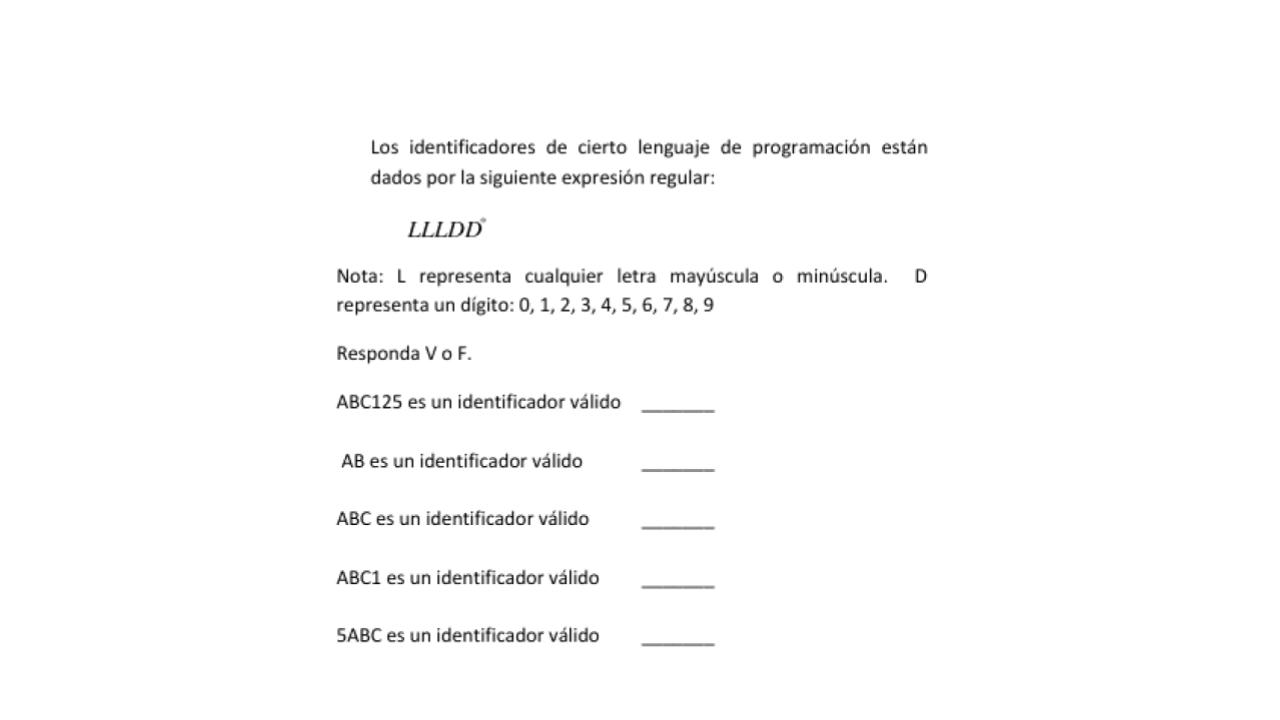 Los identificadores de cierto lenguaje de programación están
dados por la siguiente expresión regular:
LLLDD*
Nota: L representa cualquier letra mayúscula o minúscula. D
representa un dígito: 0, 1, 2, 3, 4, 5, 6, 7, 8, 9
Responda V o F.
ABC125 es un identificador válido _______
AB es un identificador válido _______
ABC es un identificador válido _______
ABC1 es un identificador válido _______
5ABC es un identificador válido _______